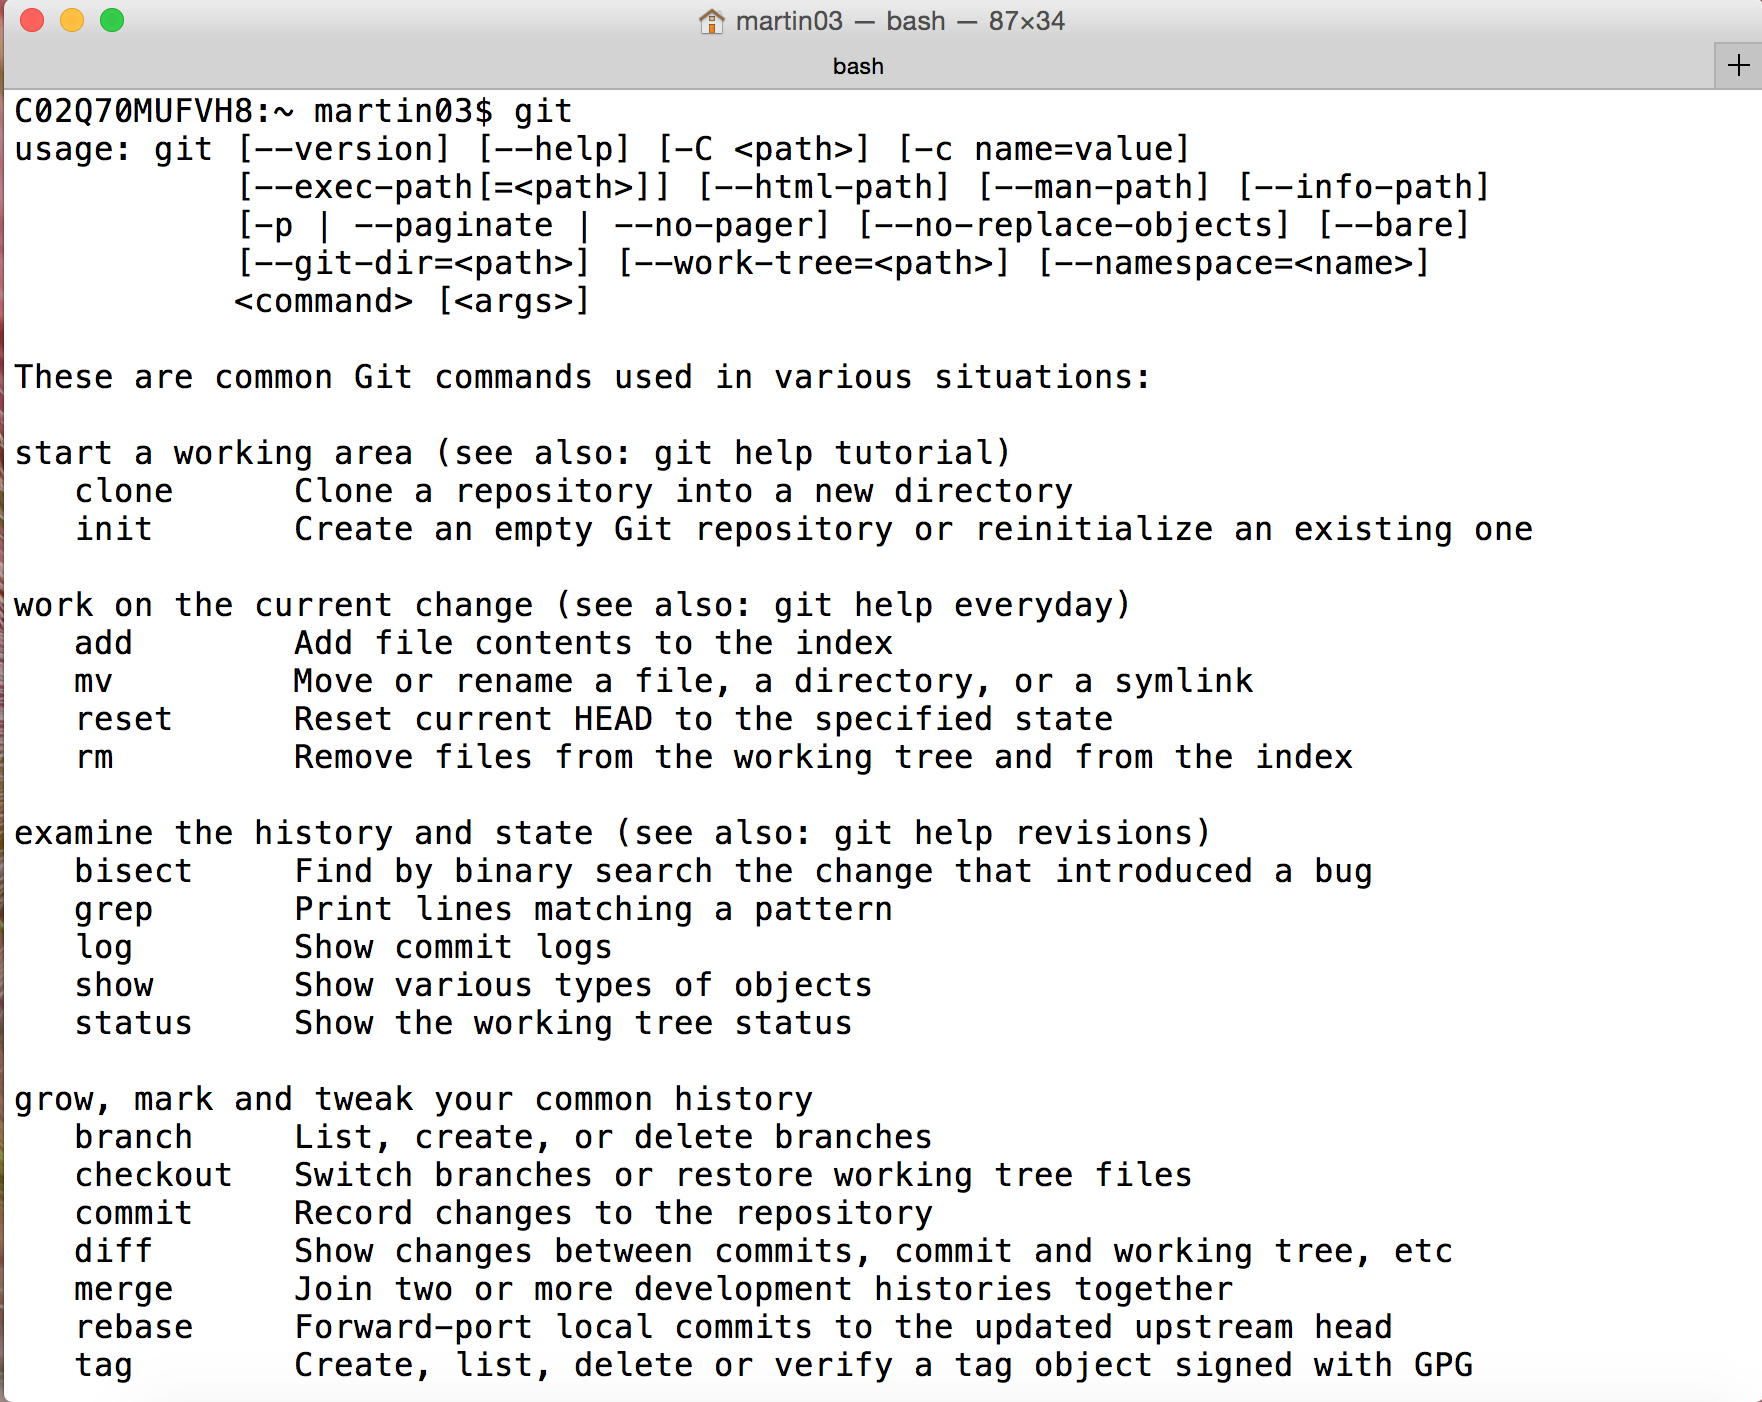 martin03 — bash — 87×34
bash
C02Q70MUFVH8:~ martin03$ git
usage: git [--version] [--help] [-C <path>] [-c name=value]
           [--exec-path[=<path>]] [--html-path] [--man-path] [--info-path]
           [-p | --paginate | --no-pager] [--no-replace-objects] [--bare]
           [--git-dir=<path>] [--work-tree=<path>] [--namespace=<name>]
           <command> [<args>]

These are common Git commands used in various situations:

start a working area (see also: git help tutorial)
   clone      Clone a repository into a new directory
   init       Create an empty Git repository or reinitialize an existing one

work on the current change (see also: git help everyday)
   add        Add file contents to the index
   mv         Move or rename a file, a directory, or a symlink
   reset      Reset current HEAD to the specified state
   rm         Remove files from the working tree and from the index

examine the history and state (see also: git help revisions)
   bisect     Find by binary search the change that introduced a bug
   grep       Print lines matching a pattern
   log        Show commit logs
   show       Show various types of objects
   status     Show the working tree status

grow, mark and tweak your common history
   branch     List, create, or delete branches
   checkout   Switch branches or restore working tree files
   commit     Record changes to the repository
   diff       Show changes between commits, commit and working tree, etc
   merge      Join two or more development histories together
   rebase     Forward-port local commits to the updated upstream head
   tag        Create, list, delete or verify a tag object signed with GPG